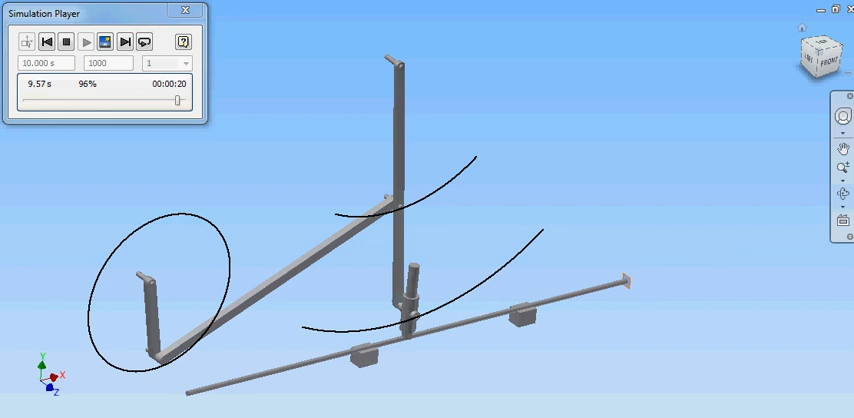 Simulation Player
10.000 s 1000 1
9.57 s 96% 00:00:20
FRONT
Y
X
Z